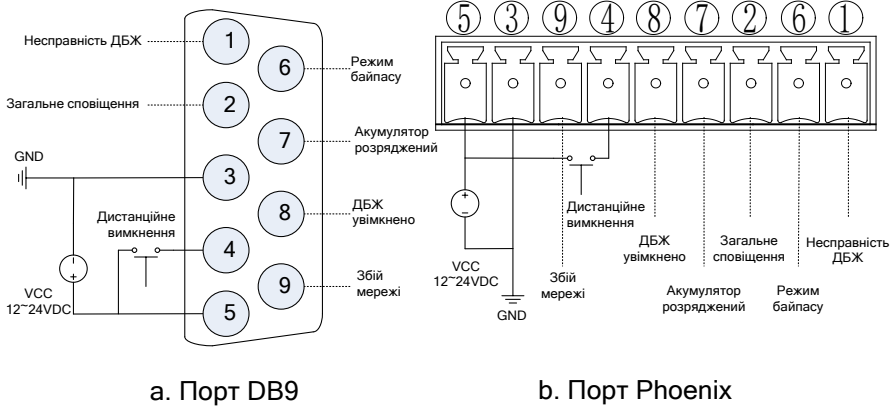 Несправність ДБЖ
1
6
Режим
байпасу
Загальне сповіщення
2
7
Акумулятор
розряджений
GND
3
8
ДБЖ
увімкнено
Дистанційне
вимкнення
4
9
Збій
мережі
VCC
12~24VDC
5
a. Порт DB9
5 3 9 4 8 7 2 6 1
Дистанційне
вимкнення
VCC
12~24VDC
GND
Збій
мережі
ДБЖ
увімкнено
Акумулятор
розряджений
Загальне
сповіщення
Режим
байпасу
Несправність
ДБЖ
b. Порт Phoenix